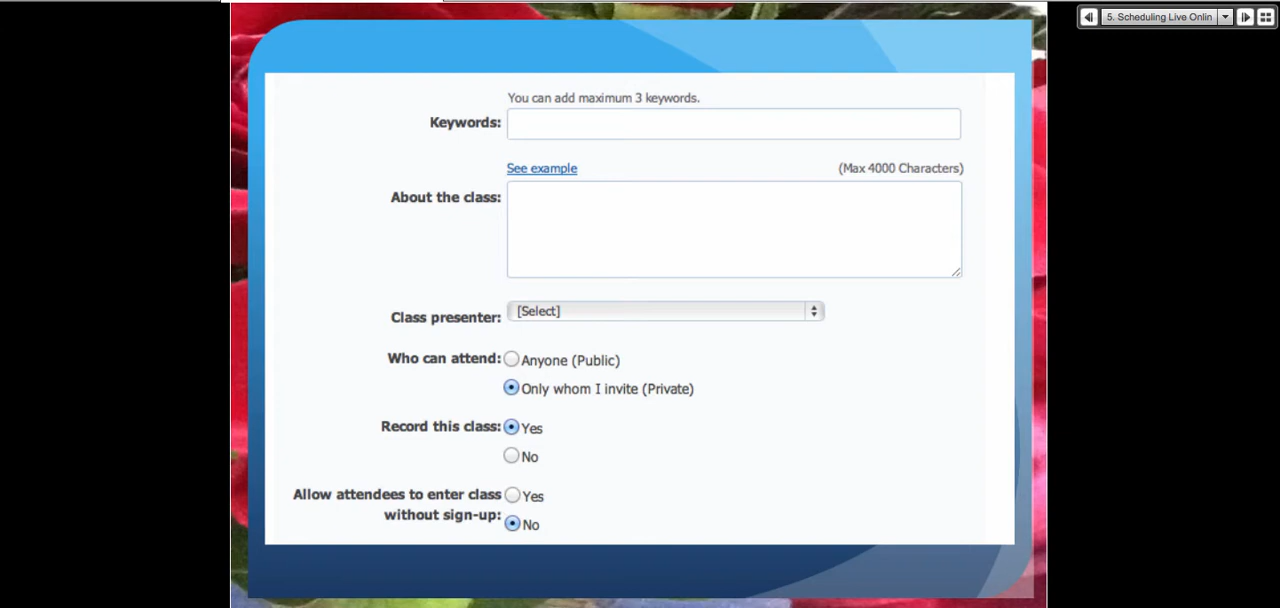 5. Scheduling Live Onlin
You can add maximum 3 keywords.
Keywords:
See example
(Max 4000 Characters)
About the class:
Class presenter:
[Select]
Who can attend:
Anyone (Public)
Only whom I invite (Private)
Record this class:
Yes
No
Allow attendees to enter class
without sign-up:
Yes
No